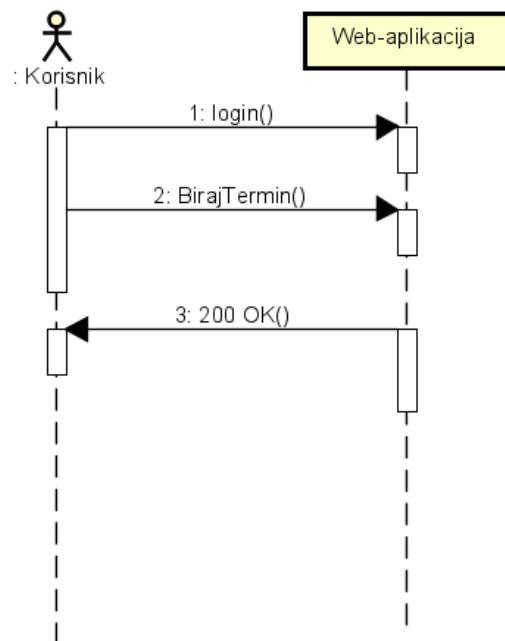 Web-aplikacija
: Korisnik
1: login()
2: BirajTermin()
3: 200 OK()